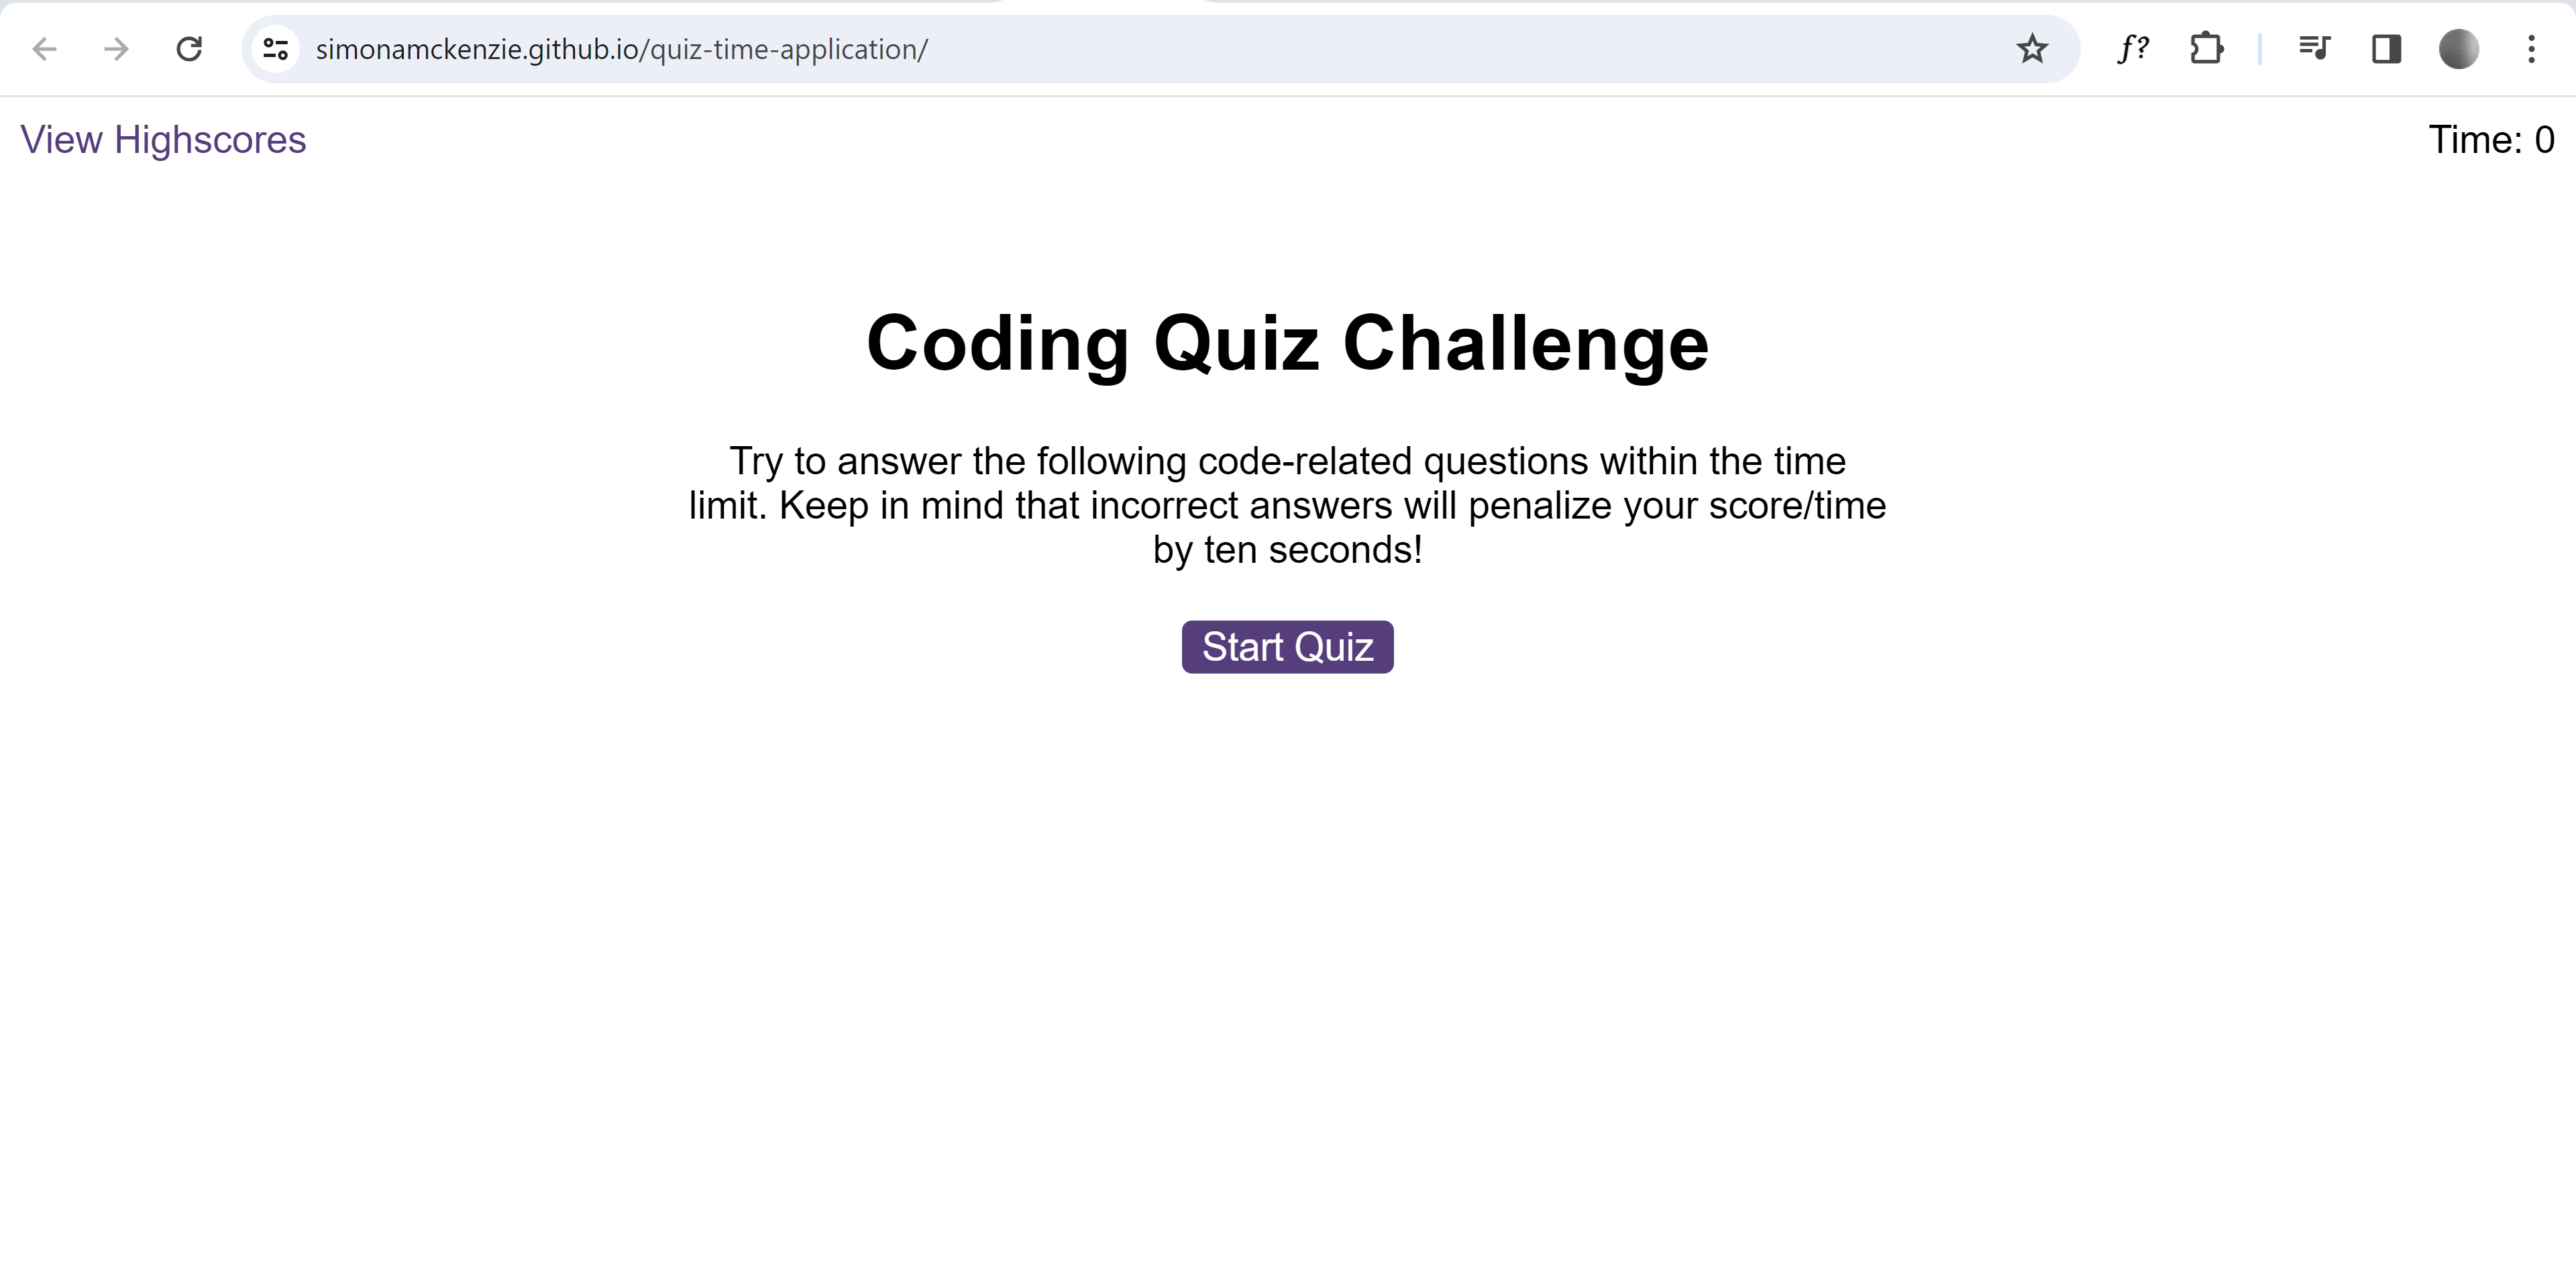 simonamckenzie.github.io/quiz-time-application/
f?
View Highscores
Time: 0
Coding Quiz Challenge
Try to answer the following code-related questions within the time
limit. Keep in mind that incorrect answers will penalize your score/time
by ten seconds!
Start Quiz